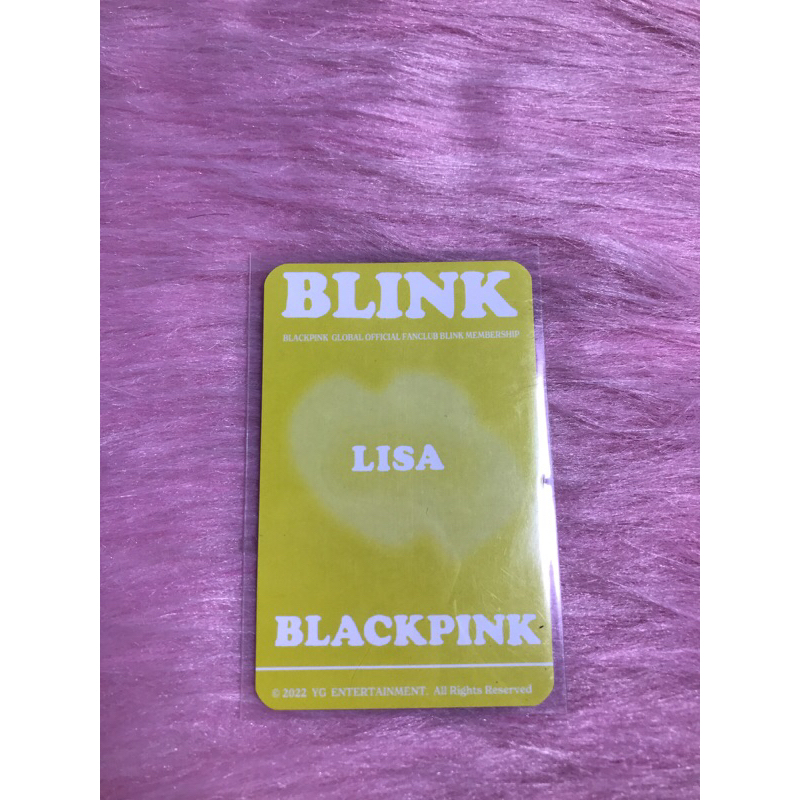 BLINK
BLACKPINK GLOBAL OFFICIAL FANCLUB BLINK MEMBERSHIP
LISA
BLACKPINK
© 2022 YG ENTERTAINMENT. All Rights Reserved